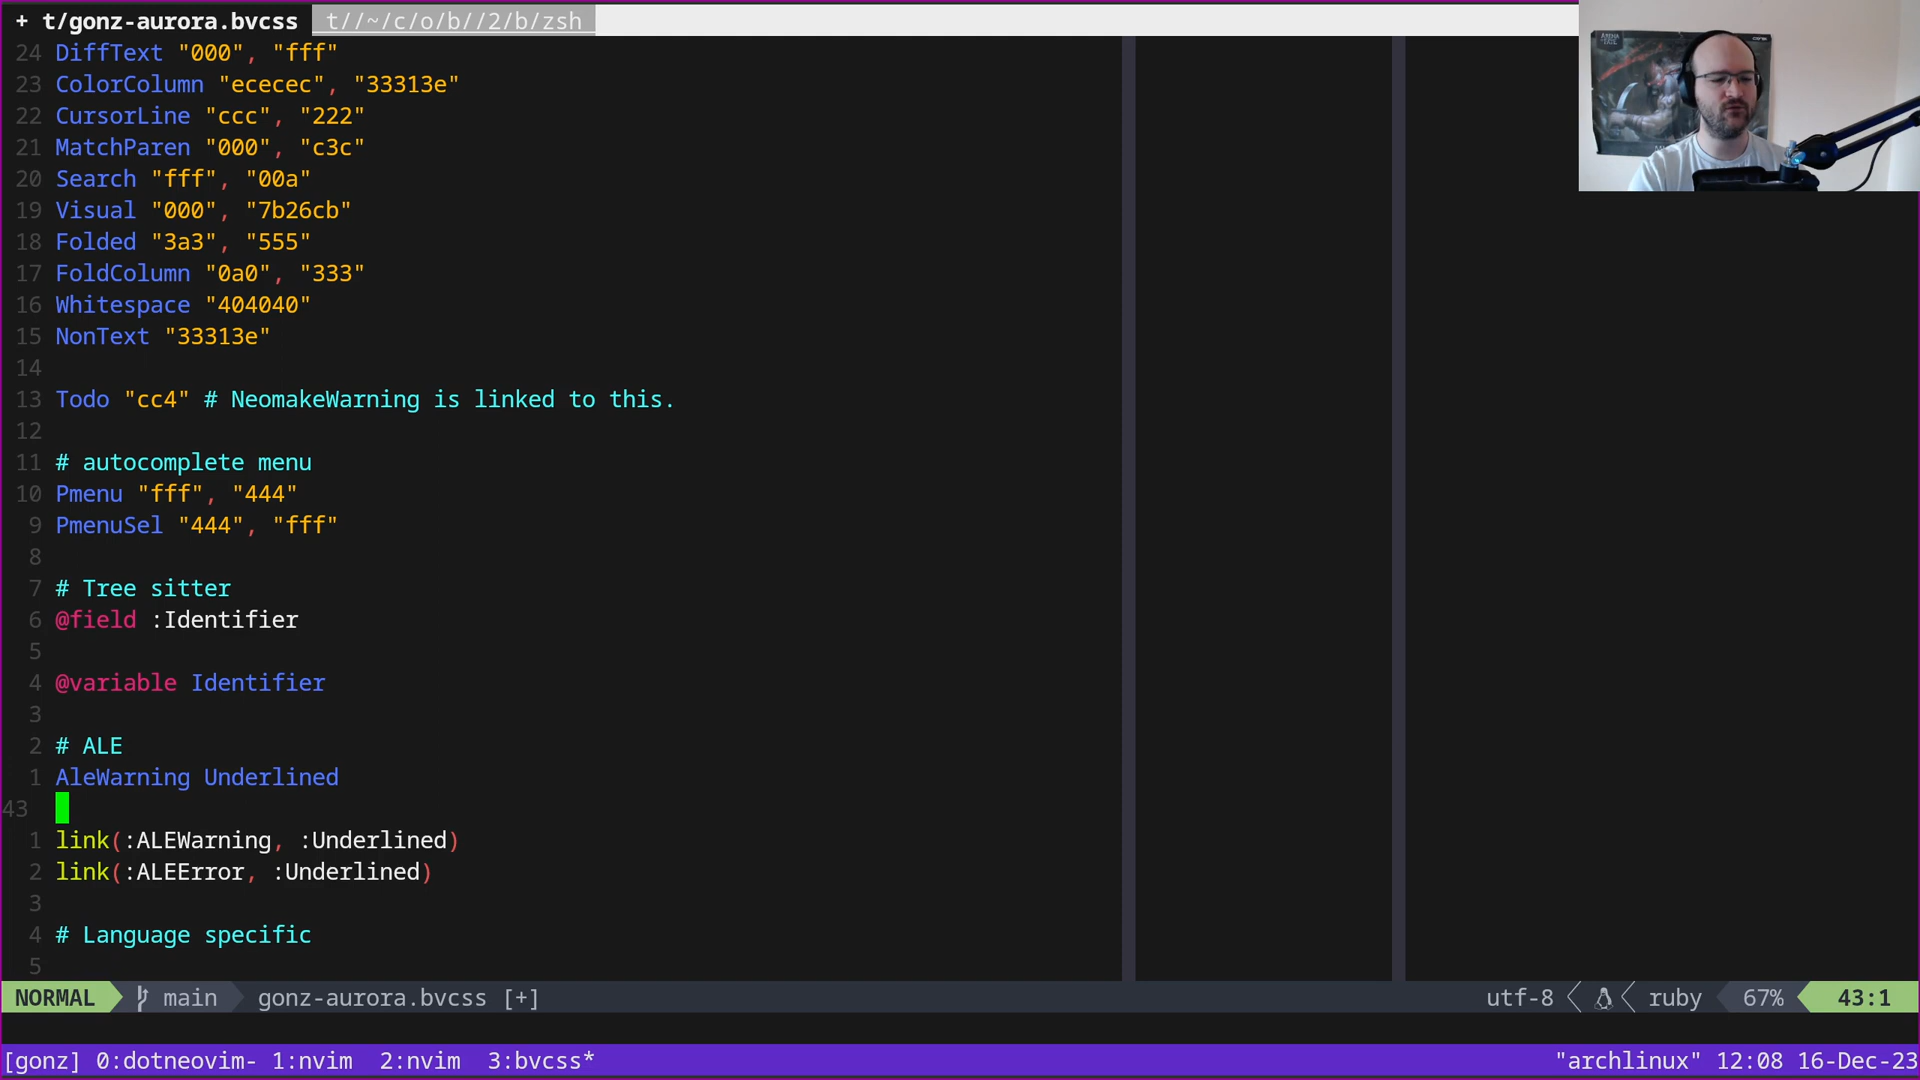 + t/gonz-aurora.bvcss t//~/c/o/b//2/b/zsh
24 DiffText "000", "fff"
23 ColorColumn "ececec", "33313e"
22 CursorLine "ccc", "222"
21 MatchParen "000", "c3c"
20 Search "fff", "00a"
19 Visual "000", "7b26cb"
18 Folded "3a3", "555"
17 FoldColumn "0a0", "333"
16 Whitespace "404040"
15 NonText "33313e"
14
13 Todo "cc4" # NeomakeWarning is linked to this.
12
11 # autocomplete menu
10 Pmenu "fff", "444"
9 PmenuSel "444", "fff"
8
7 # Tree sitter
6 @field :Identifier
5
4 @variable Identifier
3
2 # ALE
1 AleWarning Underlined
43
1 link(:ALEWarning, :Underlined)
2 link(:ALEError, :Underlined)
3
4 # Language specific
5
NORMAL main gonz-aurora.bvcss [+] utf-8 ruby 67% 43:1
[gonz] 0:dotneovim- 1:nvim 2:nvim 3:bvcss* "archlinux" 12:08 16-Dec-23